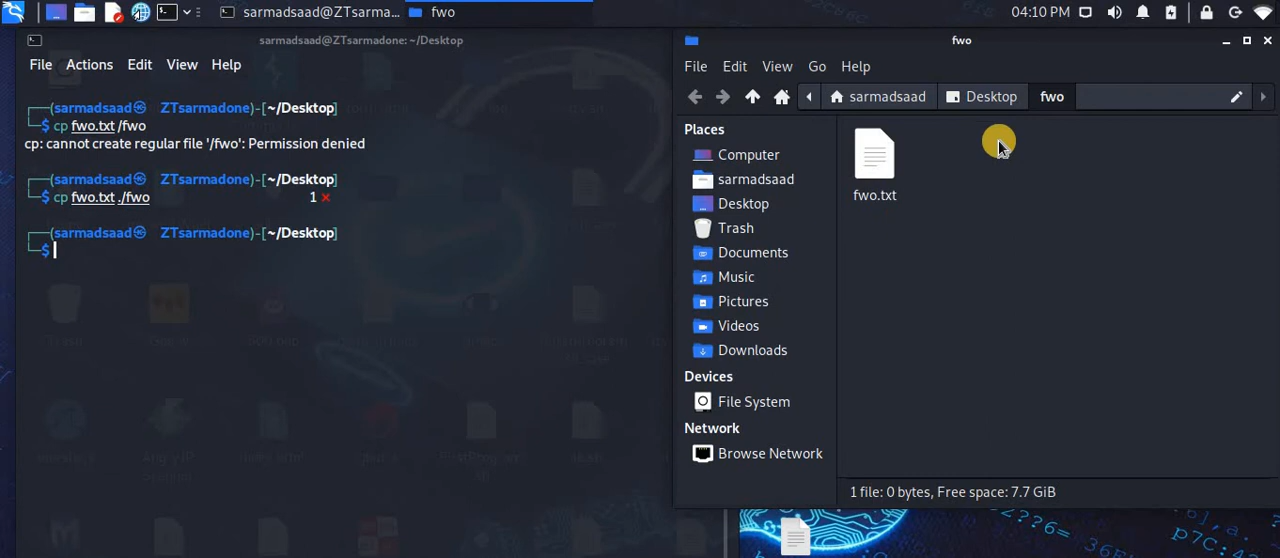 sarmadsaad@ZTsarma... fwo 04:10 PM
sarmadsaad@ZTsarmadone: ~/Desktop
File Actions Edit View Help
┌──(sarmadsaad㉿ ZTsarmadone)-[~/Desktop]
└─$ cp fwo.txt /fwo
cp: cannot create regular file '/fwo': Permission denied
┌──(sarmadsaad㉿ ZTsarmadone)-[~/Desktop]
└─$ cp fwo.txt ./fwo 1 ⨯
┌──(sarmadsaad㉿ ZTsarmadone)-[~/Desktop]
└─$
fwo
File Edit View Go Help
sarmadsaad Desktop fwo
Places
Computer
sarmadsaad
Desktop
Trash
Documents
Music
Pictures
Videos
Downloads
Devices
File System
Network
Browse Network
fwo.txt
1 file: 0 bytes, Free space: 7.7 GiB